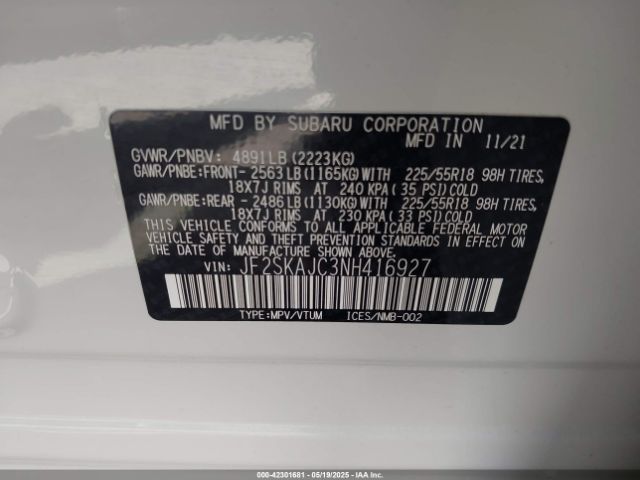 MFD BY SUBARU CORPORATION
GVWR/PNBV: 4891LB(2223KG) MFD IN 11/21
GAWR/PNBE:FRONT- 2563LB(1165KG)WITH 225/55R18 98H TIRES,
18X7J RIMS AT 240 KPA(35 PSI)COLD
GAWR/PNBE:REAR - 2486LB(1130KG)WITH 225/55R18 98H TIRES,
18X7J RIMS AT 230 KPA(33 PSI)COLD
THIS VEHICLE CONFORMS TO ALL APPLICABLE FEDERAL MOTOR
VEHICLE SAFETY AND THEFT PREVENTION STANDARDS IN EFFECT ON
THE DATE OF MANUFACTURE SHOWN ABOVE.
VIN: JF2SKAJC3NH416927
TYPE:MPV/VTUM ICES/NMB-002
000-42301681 - 05/19/2025 - COPYRIGHT IAA, LLC